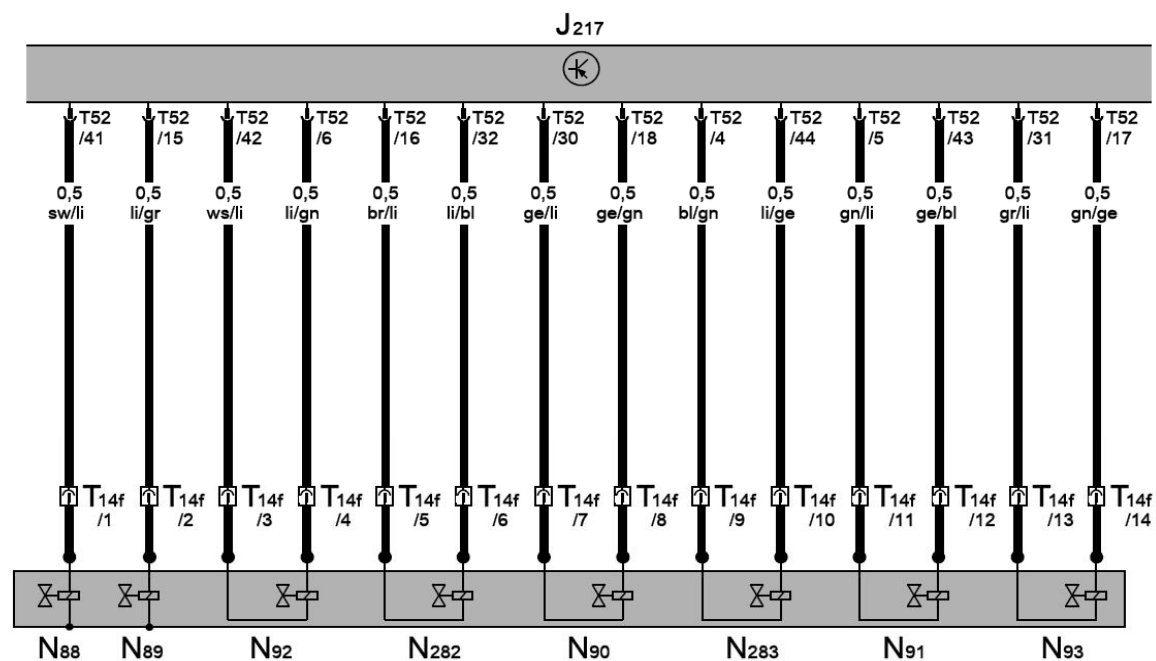 J217
T52 T52 T52 T52 T52 T52 T52 T52 T52 T52 T52 T52 T52 T52
/41 /15 /42 /6 /16 /32 /30 /18 /4 /44 /5 /43 /31 /17
0,5 0,5 0,5 0,5 0,5 0,5 0,5 0,5 0,5 0,5 0,5 0,5 0,5 0,5
sw/li li/gr ws/li li/gn br/li li/bl ge/li ge/gn bl/gn li/ge gn/li ge/bl gr/li gn/ge
T14f T14f T14f T14f T14f T14f T14f T14f T14f T14f T14f T14f T14f T14f
/1 /2 /3 /4 /5 /6 /7 /8 /9 /10 /11 /12 /13 /14
N88 N89 N92 N282 N90 N283 N91 N93